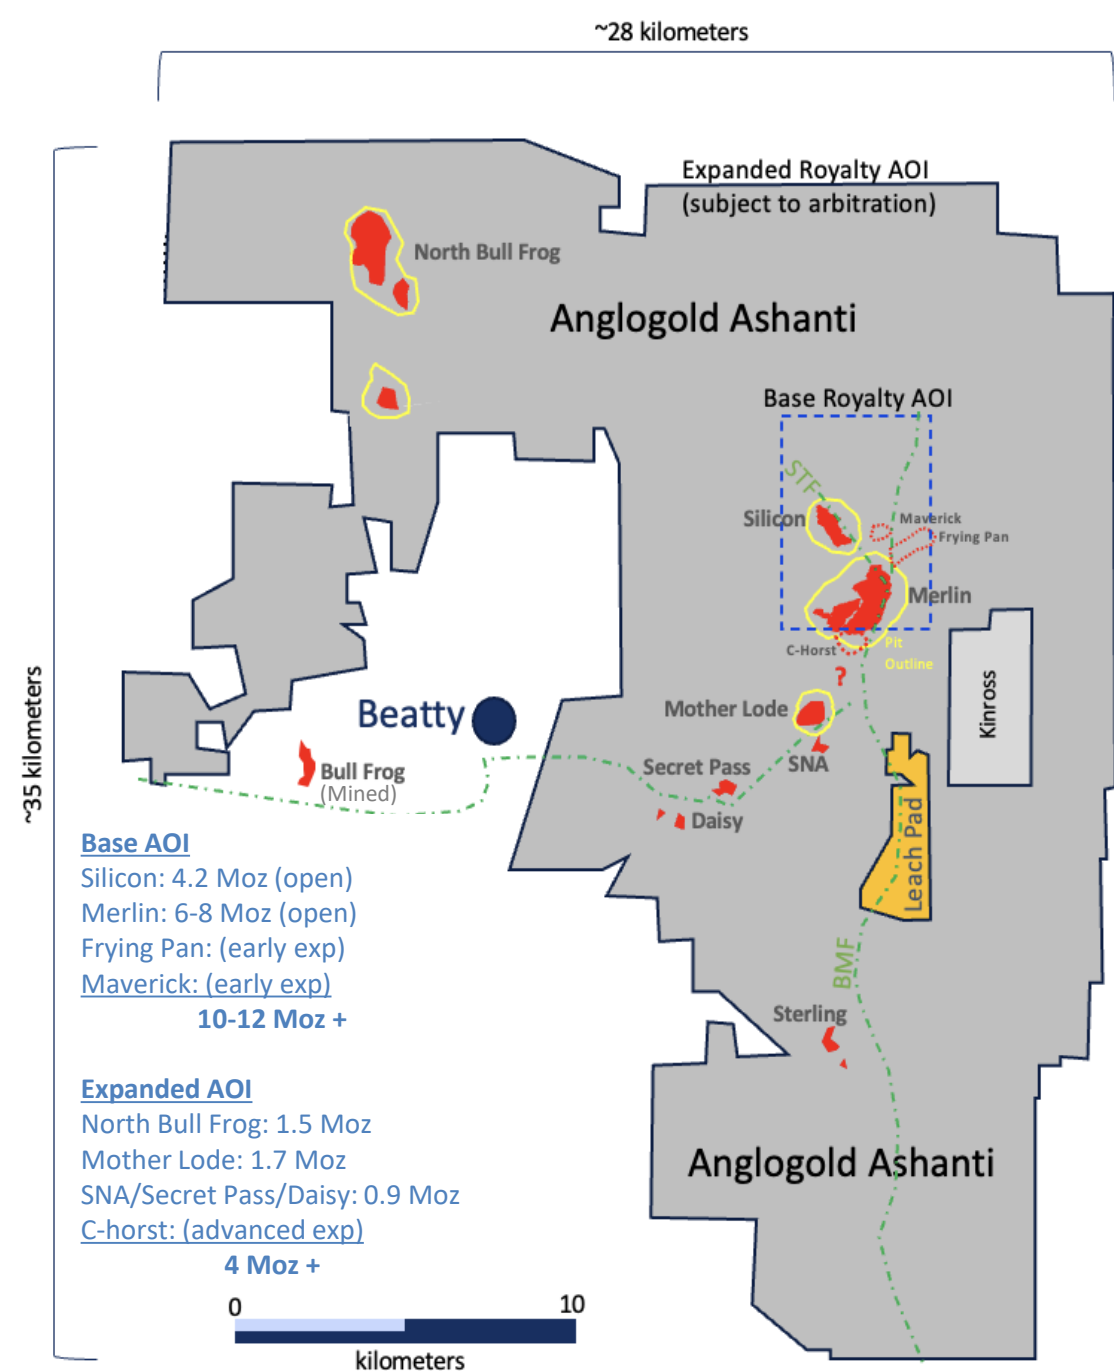 ~28 kilometers
Expanded Royalty AOI
(subject to arbitration)
North Bull Frog
Anglogold Ashanti
Base Royalty AOI
STF
Silicon
Maverick
Frying Pan
Merlin
C-Horst
Pit
Outline
?
Kinross
Mother Lode
Beatty
SNA
Secret Pass
Bull Frog
(Mined)
Daisy
Leach Pad
~35 kilometers
Base AOI
Silicon: 4.2 Moz (open)
Merlin: 6-8 Moz (open)
Frying Pan: (early exp)
Maverick: (early exp)
10-12 Moz +
BMF
Sterling
Expanded AOI
North Bull Frog: 1.5 Moz
Mother Lode: 1.7 Moz
SNA/Secret Pass/Daisy: 0.9 Moz
C-horst: (advanced exp)
4 Moz +
Anglogold Ashanti
0 10
kilometers